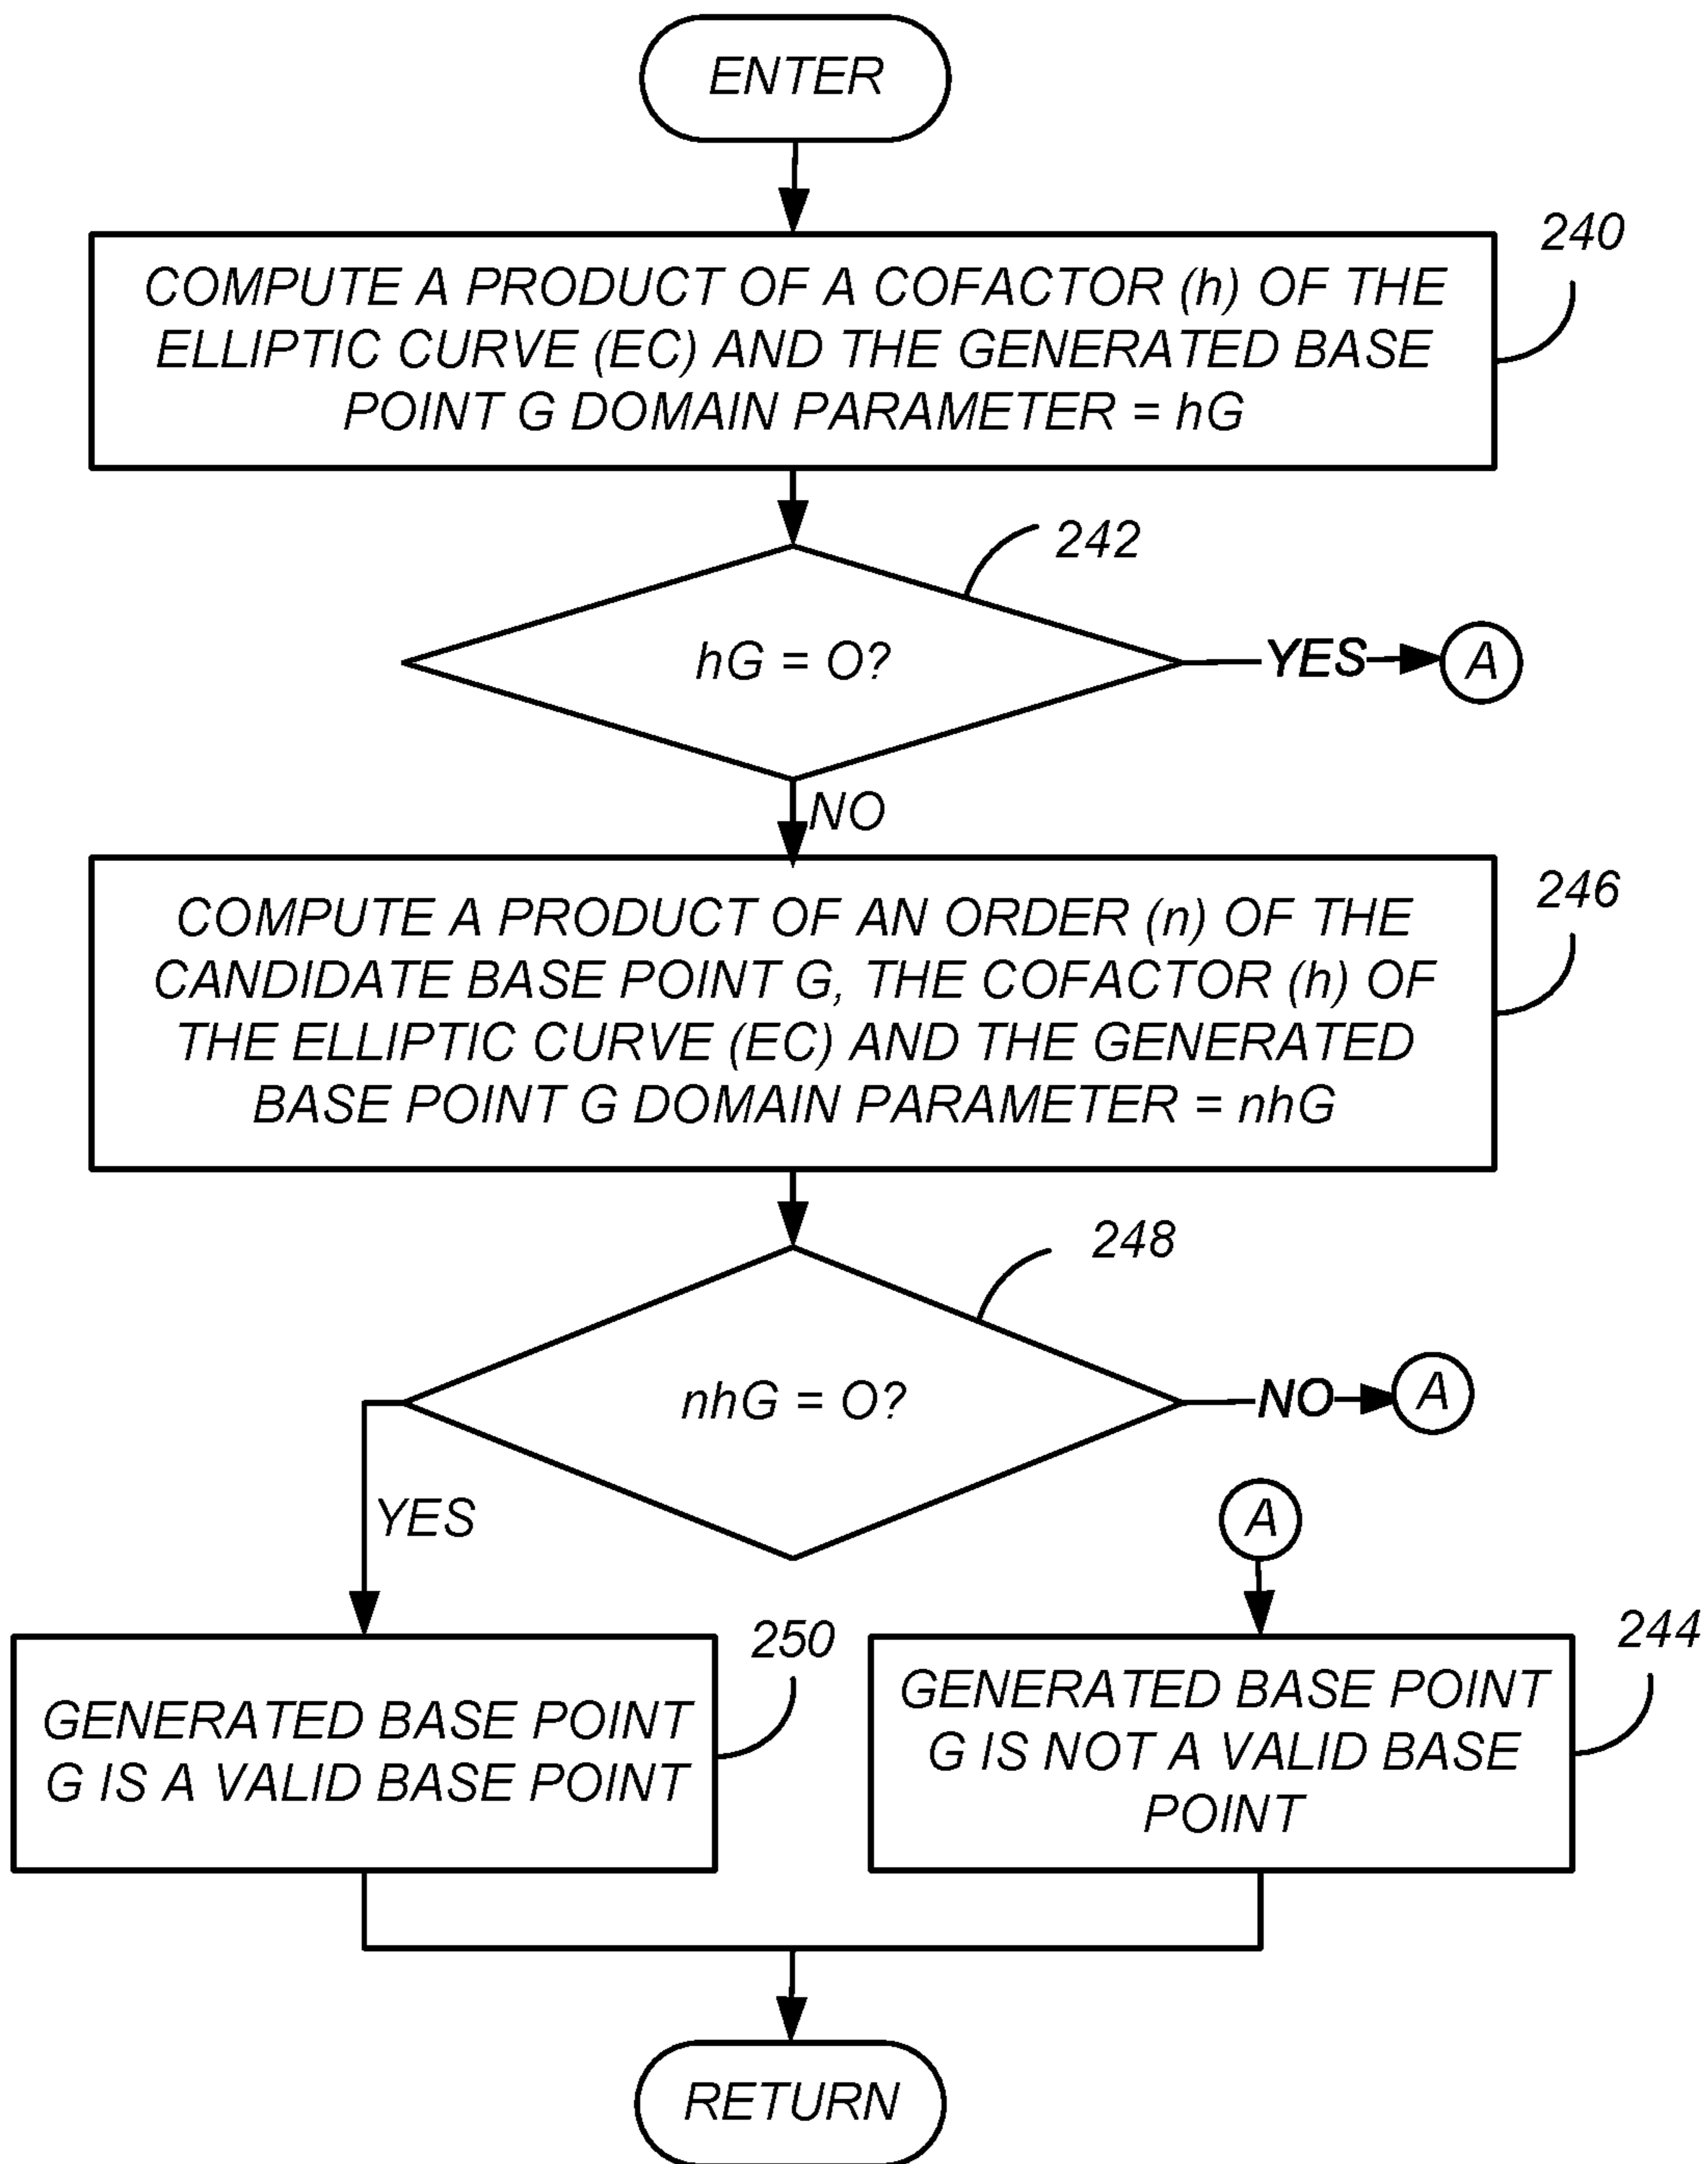 ENTER
240
COMPUTE A PRODUCT OF A COFACTOR (h) OF THE
ELLIPTIC CURVE (EC) AND THE GENERATED BASE
POINT G DOMAIN PARAMETER = hG
242
hG = O?
YES
A
NO
246
COMPUTE A PRODUCT OF AN ORDER (n) OF THE
CANDIDATE BASE POINT G, THE COFACTOR (h) OF
THE ELLIPTIC CURVE (EC) AND THE GENERATED
BASE POINT G DOMAIN PARAMETER = nhG
248
nhG = O?
NO
A
YES
A
250
GENERATED BASE POINT
G IS A VALID BASE POINT
244
GENERATED BASE POINT
G IS NOT A VALID BASE
POINT
RETURN